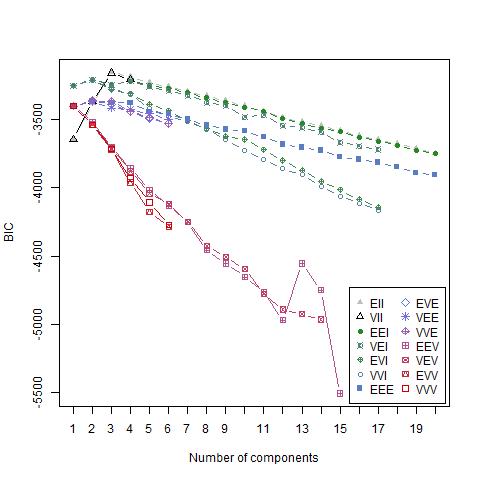 BIC
-3500
-4000
-4500
-5000
-5500
1 2 3 4 5 6 7 8 9 11 13 15 17 19
Number of components
EII EVE
VII VEE
EEI VVE
VEI EEV
EVI VEV
VVI EVV
EEE VVV